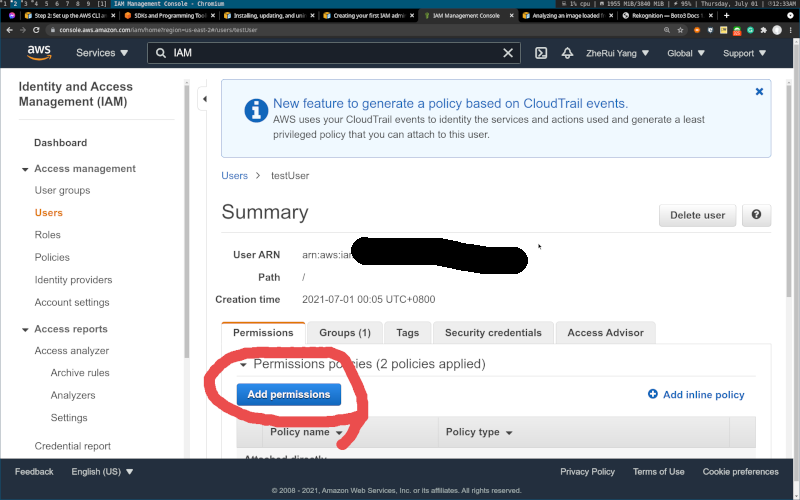 1 2 3 4 5 6 7 8 9 [1] IAM Management Console - Chromium
1% cpu 1955 MiB/3840 MiB 95% Thursday, July 01 12:33AM
Step 2: Set up the AWS CLI an
SDKs and Programming Tool
Installing, updating, and unin
Creating your first IAM admi
IAM Management Console
Analyzing an image loaded f
Rekognition — Boto3 Docs 1
console.aws.amazon.com/iam/home?region=us-east-2#/users/testUser
aws Services IAM ZheRui Yang Global Support
Identity and Access
Management (IAM)
Dashboard
Access management
User groups
Users
Roles
Policies
Identity providers
Account settings
Access reports
Access analyzer
Archive rules
Analyzers
Settings
Credential report
New feature to generate a policy based on CloudTrail events.
AWS uses your CloudTrail events to identify the services and actions used and generate a least
privileged policy that you can attach to this user.
Users > testUser
Summary
Delete user
User ARN arn:aws:iam
Path /
Creation time 2021-07-01 00:05 UTC+0800
Permissions Groups (1) Tags Security credentials Access Advisor
Permissions policies (2 policies applied)
Add permissions Add inline policy
Policy name Policy type
Attached directly
Feedback English (US) Privacy Policy Terms of Use Cookie preferences
© 2008 - 2021, Amazon Web Services, Inc. or its affiliates. All rights reserved.